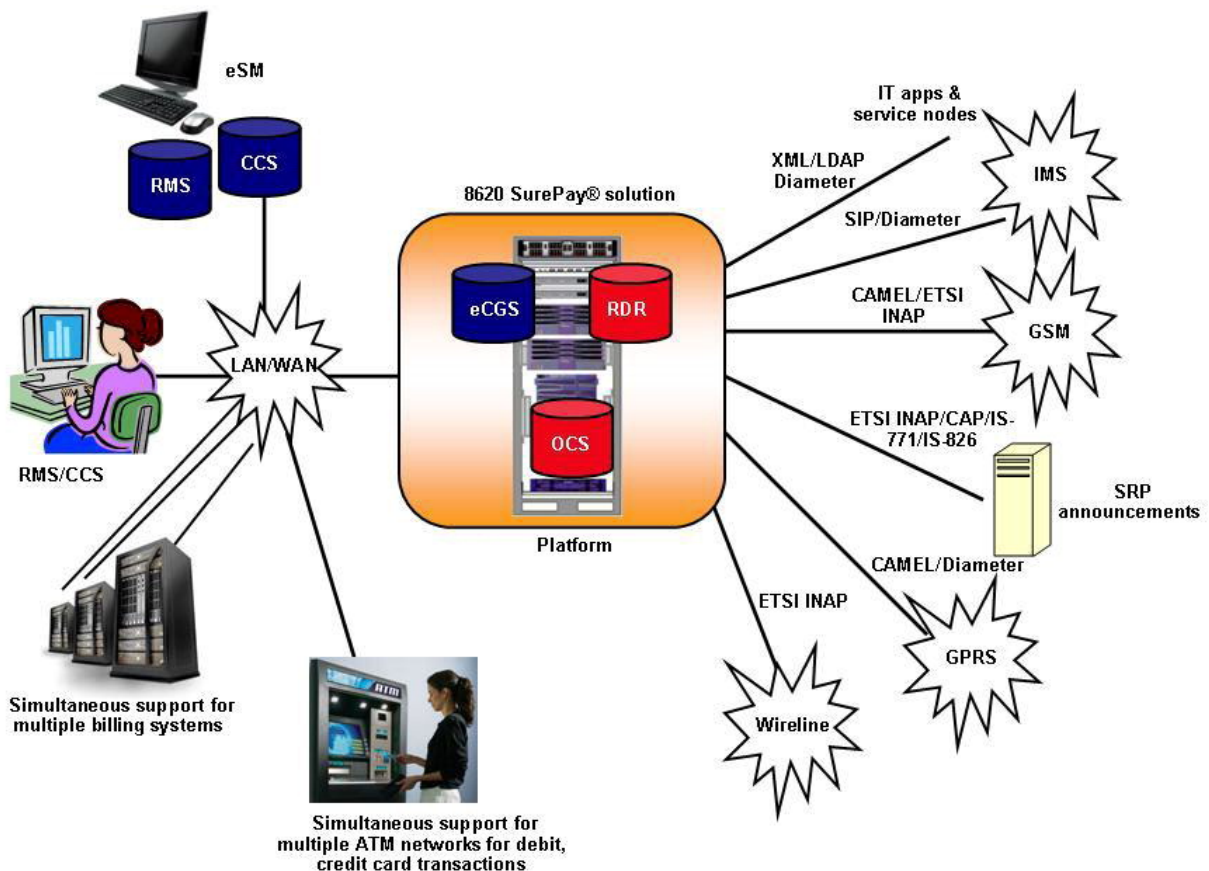 eSM
CCS
RMS
IT apps &
service nodes
XML/LDAP
Diameter
IMS
8620 SurePay® solution
SIP/Diameter
eCGS
RDR
CAMEL/ETSI
INAP
GSM
LAN/WAN
OCS
ETSI INAP/CAP/IS-
771/IS-826
RMS/CCS
SRP
announcements
Platform
CAMEL/Diameter
ETSI INAP
GPRS
ATM
Simultaneous support for
multiple billing systems
Wireline
Simultaneous support for
multiple ATM networks for debit,
credit card transactions